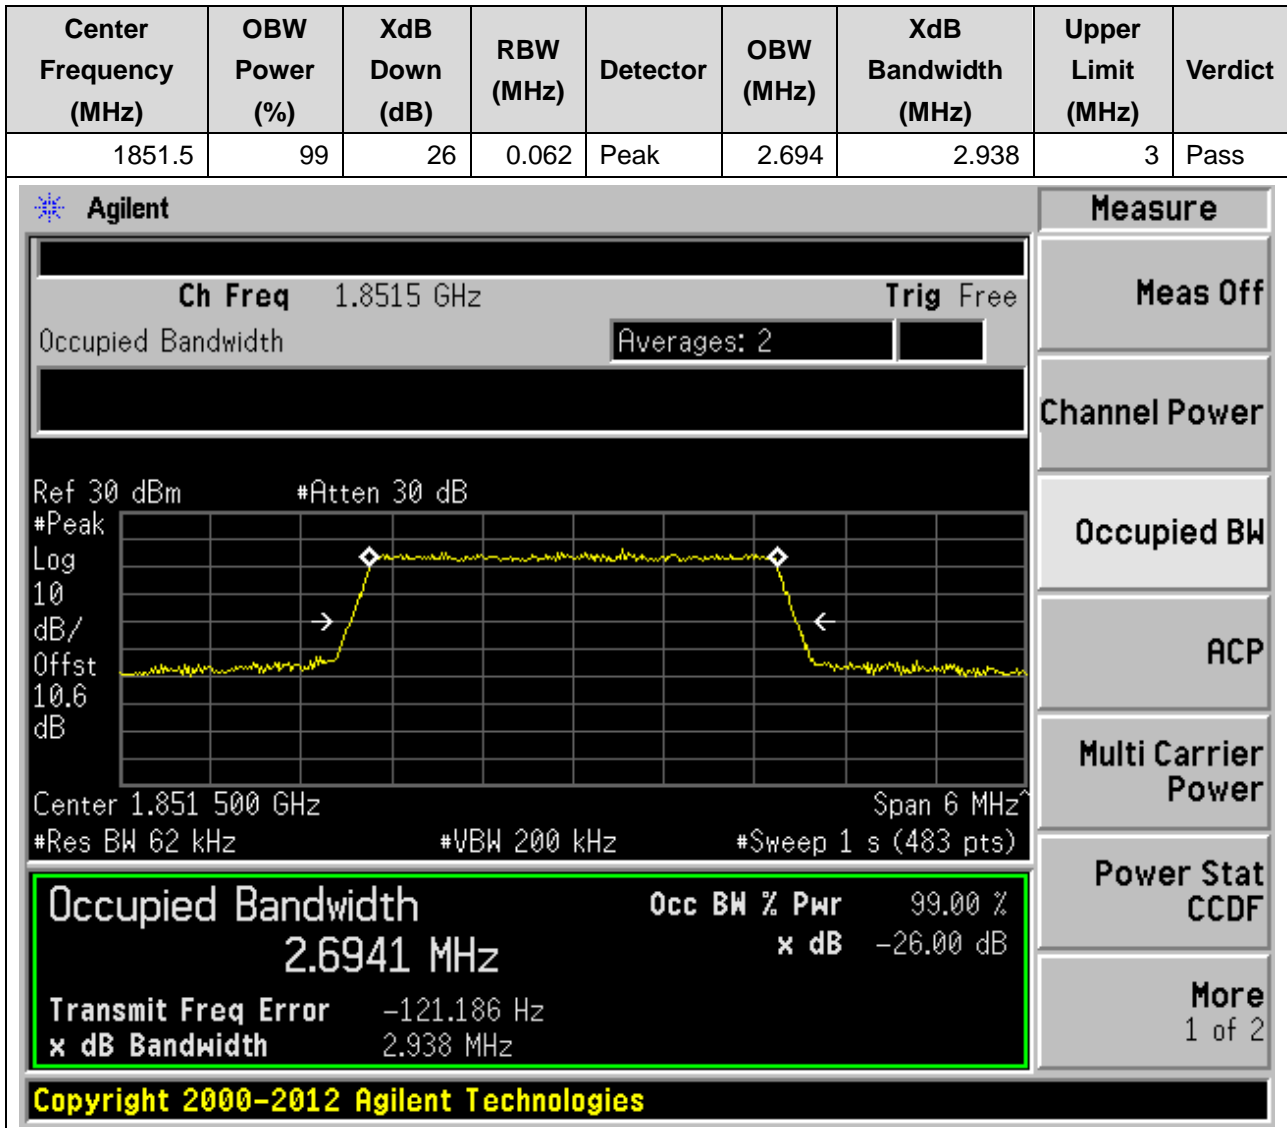 Center Frequency (MHz) OBW Power (%) XdB Down (dB) RBW (MHz) Detector OBW (MHz) XdB Bandwidth (MHz) Upper Limit (MHz) Verdict
1851.5 99 26 0.062 Peak 2.694 2.938 3 Pass
Agilent
Measure
Ch Freq 1.8515 GHz Trig Free
Meas Off
Occupied Bandwidth Averages: 2
Channel Power
Ref 30 dBm #Atten 30 dB
#Peak
Log
10
dB/
Offst
10.6
dB
Occupied BW
ACP
Multi Carrier
Power
Center 1.851 500 GHz Span 6 MHz^
#Res BW 62 kHz #VBW 200 kHz #Sweep 1 s (483 pts)
Power Stat
CCDF
Occupied Bandwidth Occ BW % Pwr 99.00 %
2.6941 MHz x dB -26.00 dB
Transmit Freq Error -121.186 Hz
x dB Bandwidth 2.938 MHz
More
1 of 2
Copyright 2000-2012 Agilent Technologies